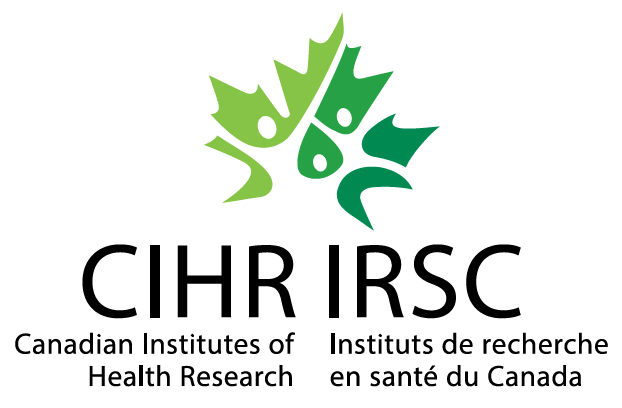 CIHR IRSC
Canadian Institutes of
Health Research
Instituts de recherche
en santé du Canada